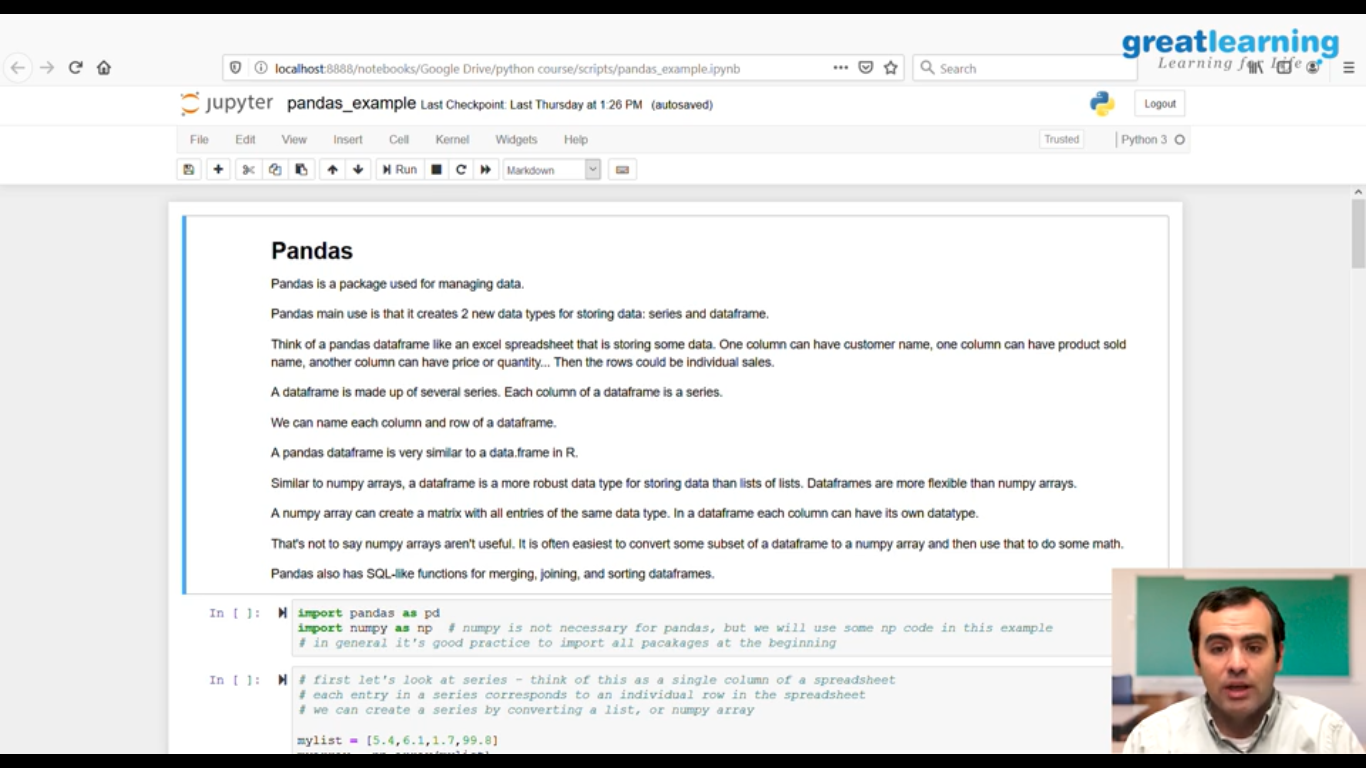 greatlearning
Learning for Life
localhost:8888/notebooks/Google Drive/python course/scripts/pandas_example.ipynb
Search
jupyter pandas_example Last Checkpoint: Last Thursday at 1:26 PM (autosaved)
Logout
File Edit View Insert Cell Kernel Widgets Help
Trusted
Python 3
Run
Markdown
Pandas
Pandas is a package used for managing data.
Pandas main use is that it creates 2 new data types for storing data: series and dataframe.
Think of a pandas dataframe like an excel spreadsheet that is storing some data. One column can have customer name, one column can have product sold
name, another column can have price or quantity... Then the rows could be individual sales.
A dataframe is made up of several series. Each column of a dataframe is a series.
We can name each column and row of a dataframe.
A pandas dataframe is very similar to a data.frame in R.
Similar to numpy arrays, a dataframe is a more robust data type for storing data than lists of lists. Dataframes are more flexible than numpy arrays.
A numpy array can create a matrix with all entries of the same data type. In a dataframe each column can have its own datatype.
That's not to say numpy arrays aren't useful. It is often easiest to convert some subset of a dataframe to a numpy array and then use that to do some math.
Pandas also has SQL-like functions for merging, joining, and sorting dataframes.
In [ ]: import pandas as pd
import numpy as np # numpy is not necessary for pandas, but we will use some np code in this example
# in general it's good practice to import all pacakages at the beginning
In [ ]: # first let's look at series - think of this as a single column of a spreadsheet
# each entry in a series corresponds to an individual row in the spreadsheet
# we can create a series by converting a list, or numpy array
mylist = [5.4,6.1,1.7,99.8]